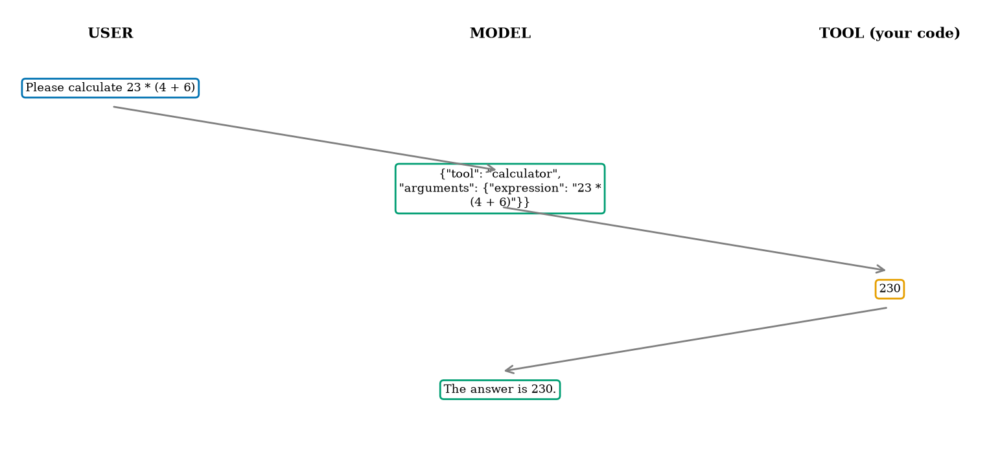 USER
MODEL
TOOL (your code)
Please calculate 23 * (4 + 6)
{"tool": "calculator",
"arguments": {"expression": "23 *
(4 + 6)"}}
230
The answer is 230.